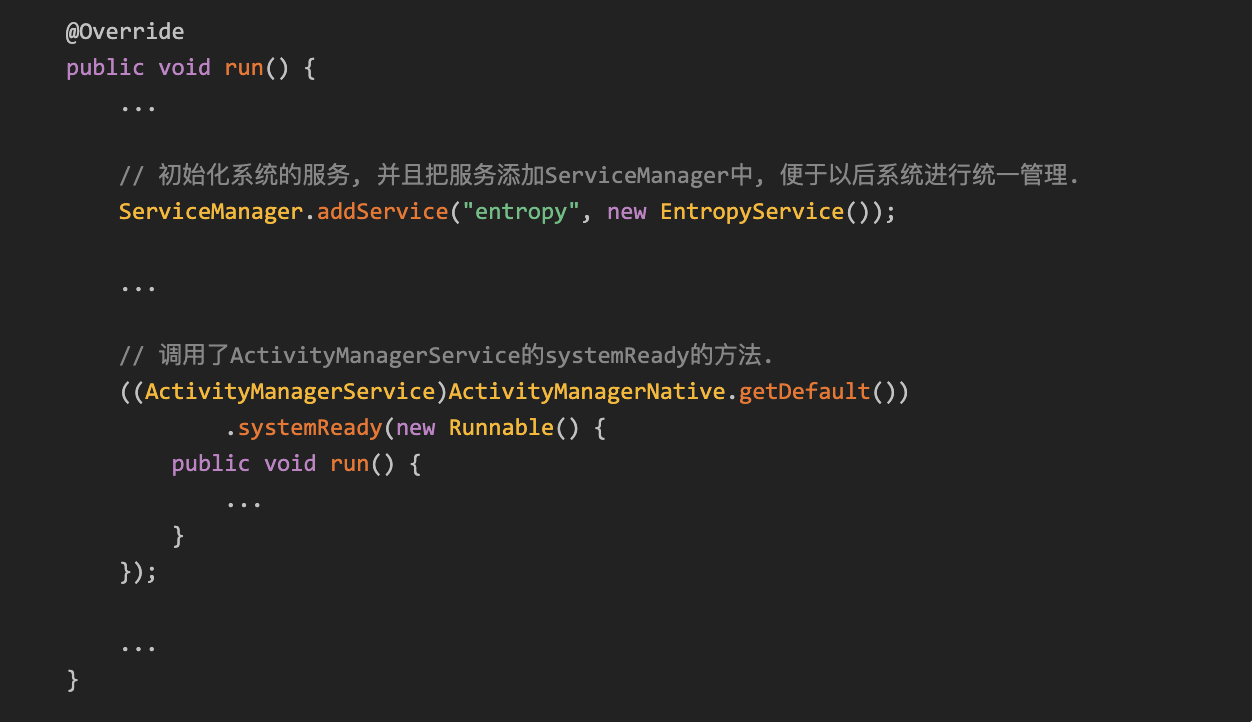 @Override
public void run() {
    ...
    // 初始化系统的服务, 并且把服务添加ServiceManager中, 便于以后系统进行统一管理.
    ServiceManager.addService("entropy", new EntropyService());
    ...
    // 调用了ActivityManagerService的systemReady的方法.
    ((ActivityManagerService)ActivityManagerNative.getDefault())
            .systemReady(new Runnable() {
        public void run() {
            ...
        }
    });
    ...
}